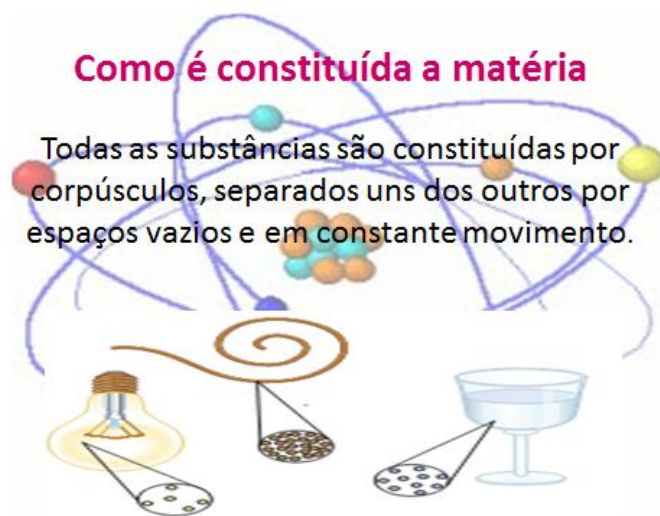 Como é constituída a matéria
Todas as substâncias são constituídas por
corpúsculos, separados uns dos outros por
espaços vazios e em constante movimento.